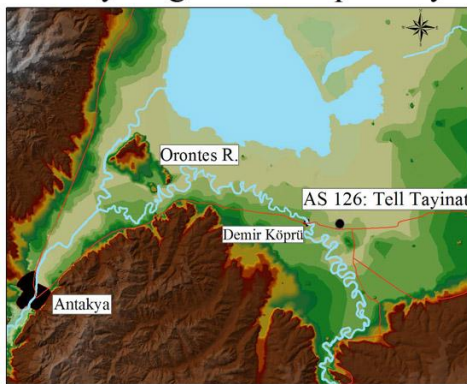 Orontes R.
AS 126: Tell Tayinat
Demir Köprü
Antakya